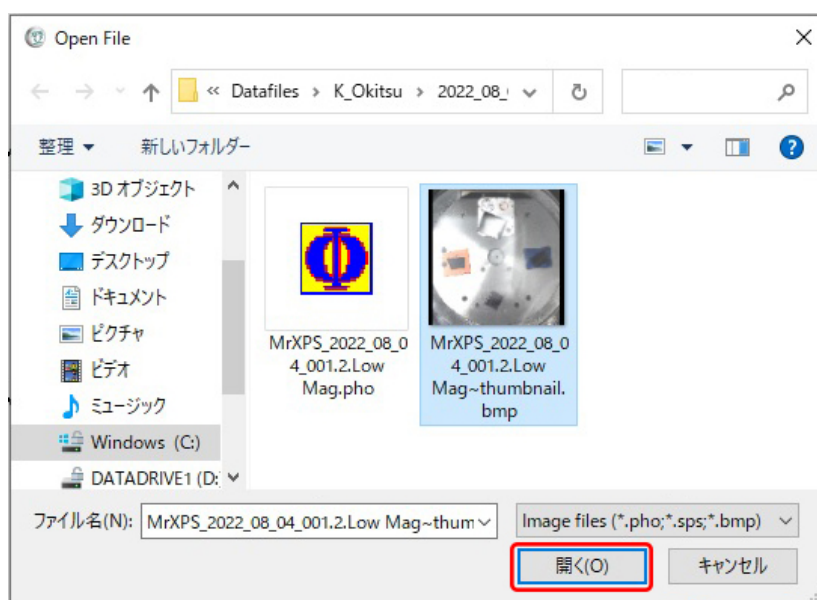 Open File
« Datafiles › K_Okitsu › 2022_08_
整理
新しいフォルダー
3D オブジェクト
ダウンロード
デスクトップ
ドキュメント
ピクチャ
ビデオ
ミュージック
Windows (C:)
DATADRIVE1 (D:
MrXPS_2022_08_0
4_001.2.Low
Mag.pho
MrXPS_2022_08_0
4_001.2.Low
Mag~thumbnail.
bmp
ファイル名(N):
MrXPS_2022_08_04_001.2.Low Mag~thum
Image files (*.pho;*.sps;*.bmp)
開く(O)
キャンセル